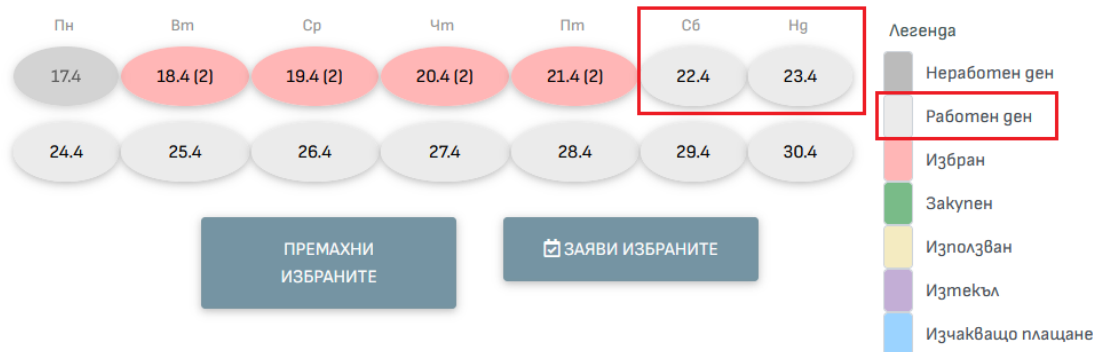 Пн Вт Ср Чт Пт Сб Нд
17.4 18.4 (2) 19.4 (2) 20.4 (2) 21.4 (2) 22.4 23.4
24.4 25.4 26.4 27.4 28.4 29.4 30.4
ПРЕМАХНИ
ИЗБРАНИТЕ
ЗАЯВИ ИЗБРАНИТЕ
Легенда
Неработен ден
Работен ден
Избран
Закупен
Използван
Изтекъл
Изчакващо плащане